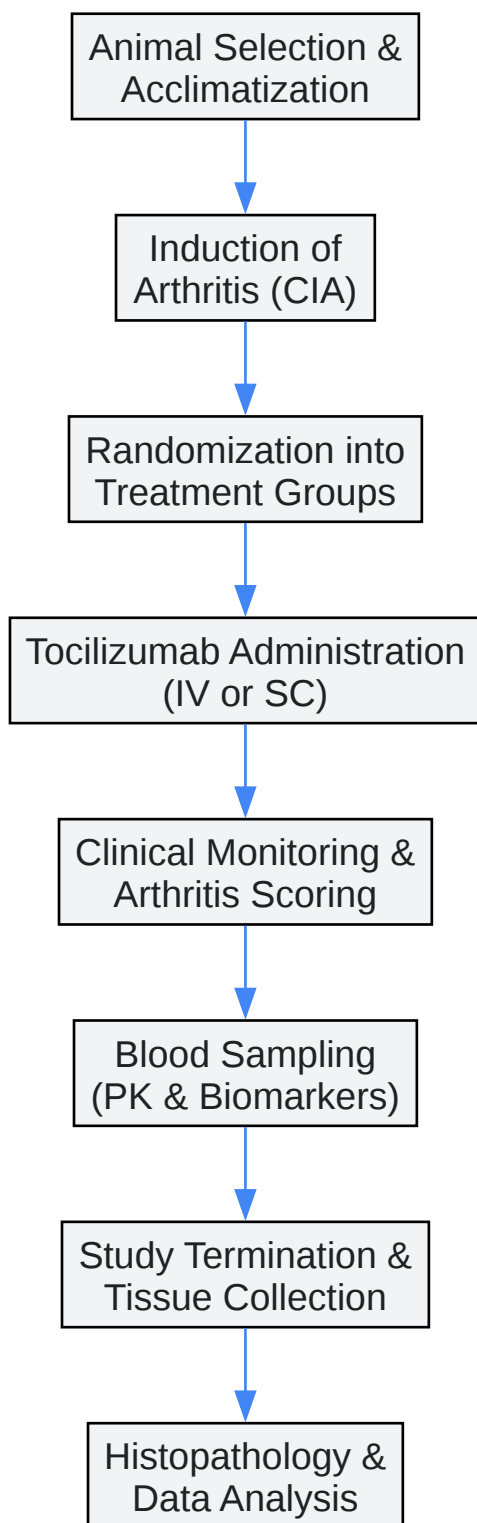 Animal Selection &
Acclimatization
Induction of
Arthritis (CIA)
Randomization into
Treatment Groups
Tocilizumab Administration
(IV or SC)
Clinical Monitoring &
Arthritis Scoring
Blood Sampling
(PK & Biomarkers)
Study Termination &
Tissue Collection
Histopathology &
Data Analysis